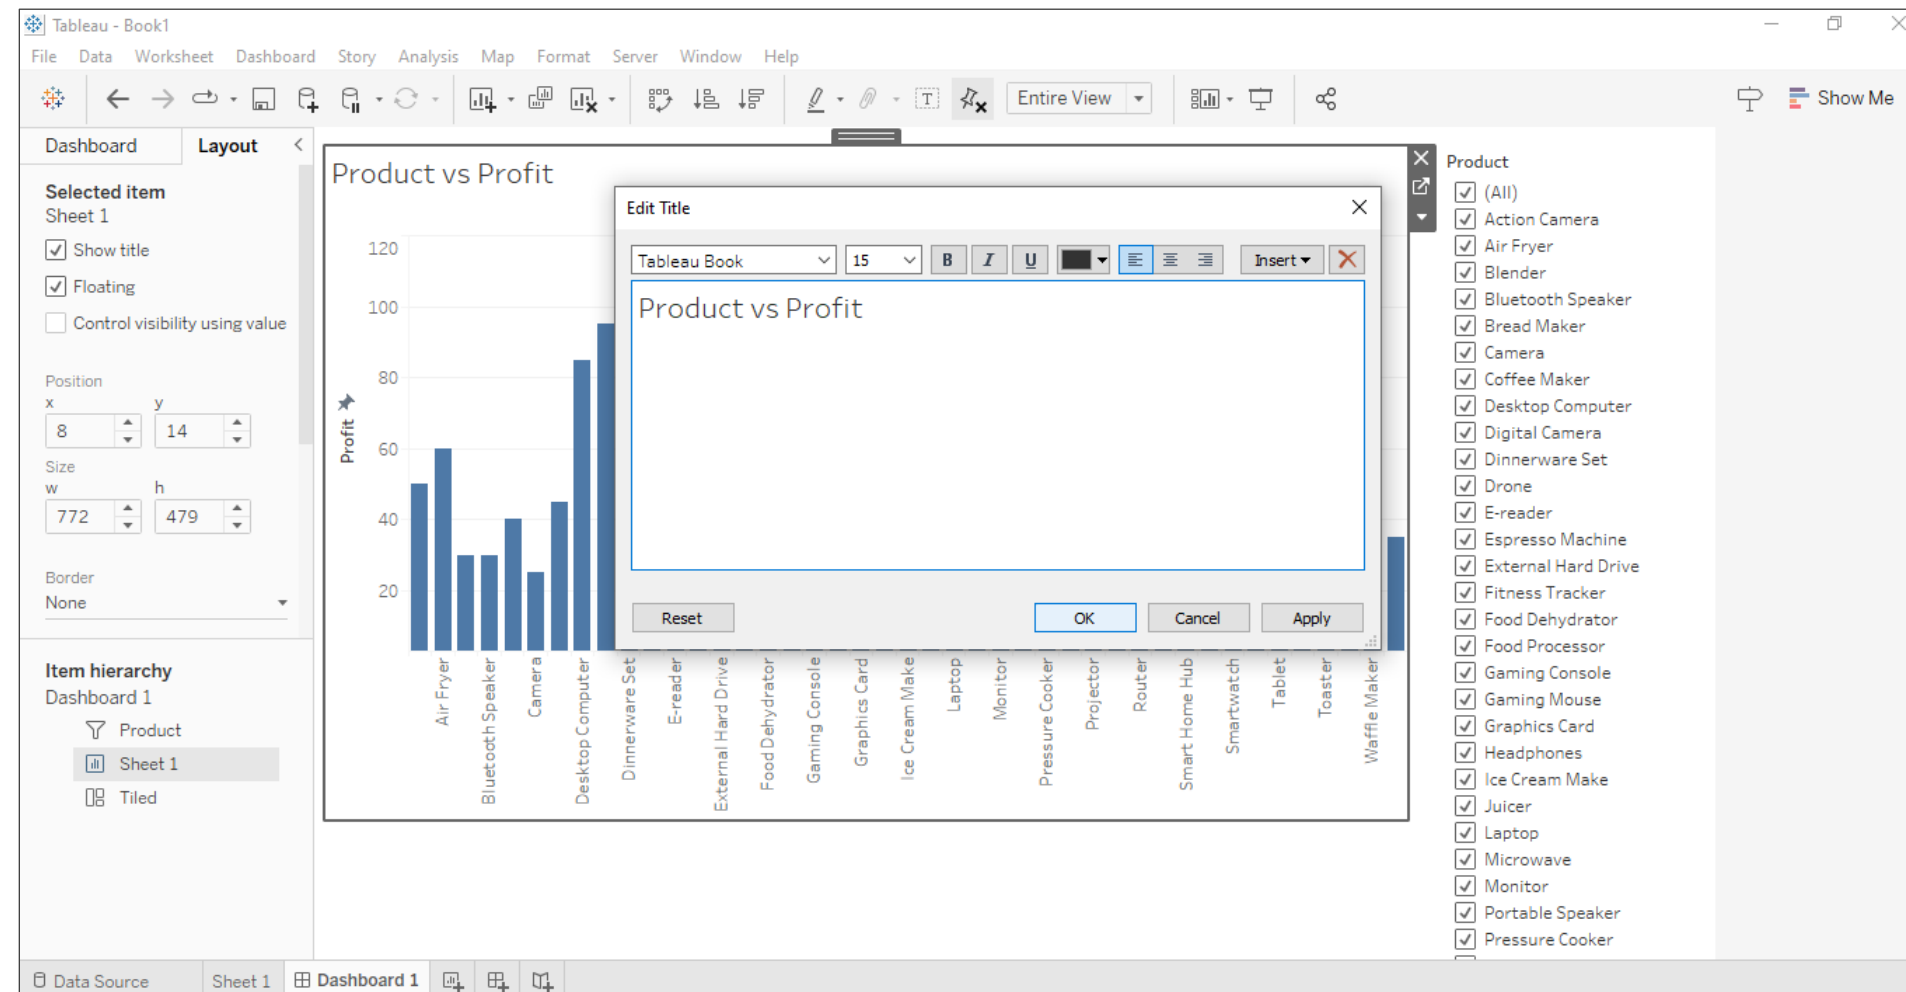 Tableau - Book1
File Data Worksheet Dashboard Story Analysis Map Format Server Window Help
Entire View
Show Me
Dashboard Layout
Selected item
Sheet 1
Show title
Floating
Control visibility using value
Position
x y
8 14
Size
w h
772 479
Border
None
Item hierarchy
Dashboard 1
Product
Sheet 1
Tiled
Product vs Profit
120
100
80
60
40
20
Profit
Air Fryer
Bluetooth Speaker
Camera
Desktop Computer
Dinnerware Set
E-reader
External Hard Drive
Food Dehydrator
Gaming Console
Graphics Card
Ice Cream Make
Laptop
Monitor
Pressure Cooker
Projector
Router
Smart Home Hub
Smartwatch
Tablet
Toaster
Waffle Maker
Edit Title
Tableau Book 15 B I U Insert
Product vs Profit
Reset OK Cancel Apply
Product
(All)
Action Camera
Air Fryer
Blender
Bluetooth Speaker
Bread Maker
Camera
Coffee Maker
Desktop Computer
Digital Camera
Dinnerware Set
Drone
E-reader
Espresso Machine
External Hard Drive
Fitness Tracker
Food Dehydrator
Food Processor
Gaming Console
Gaming Mouse
Graphics Card
Headphones
Ice Cream Make
Juicer
Laptop
Microwave
Monitor
Portable Speaker
Pressure Cooker
Data Source Sheet 1 Dashboard 1